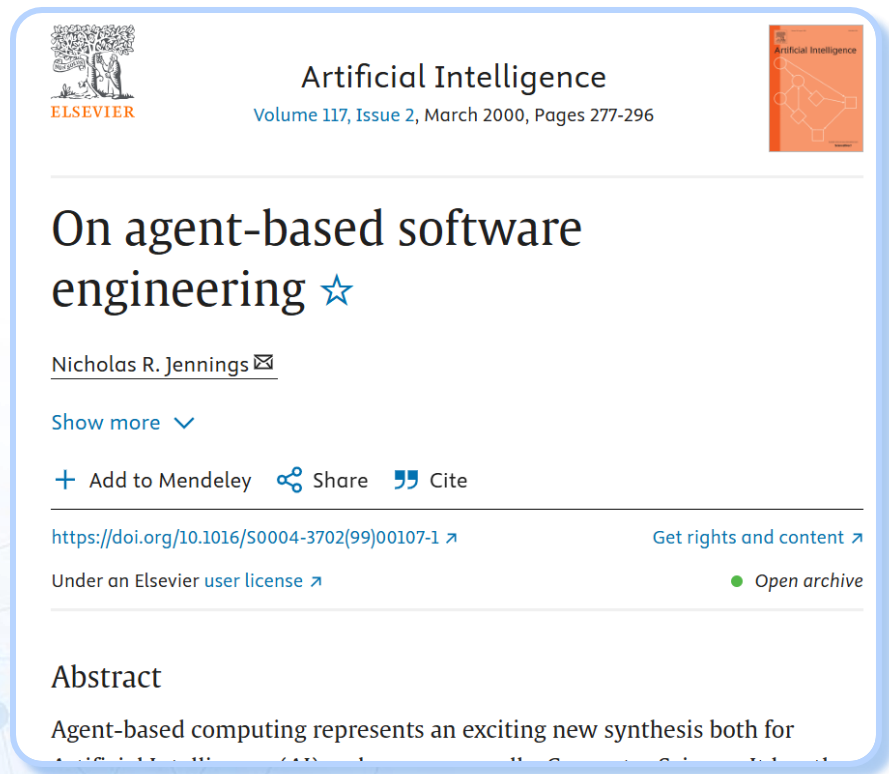 ELSEVIER
Artificial Intelligence
Volume 117, Issue 2, March 2000, Pages 277-296
Artificial Intelligence
On agent-based software
engineering
Nicholas R. Jennings
Show more
Add to Mendeley Share Cite
https://doi.org/10.1016/S0004-3702(99)00107-1 Get rights and content
Under an Elsevier user license Open archive
Abstract
Agent-based computing represents an exciting new synthesis both for